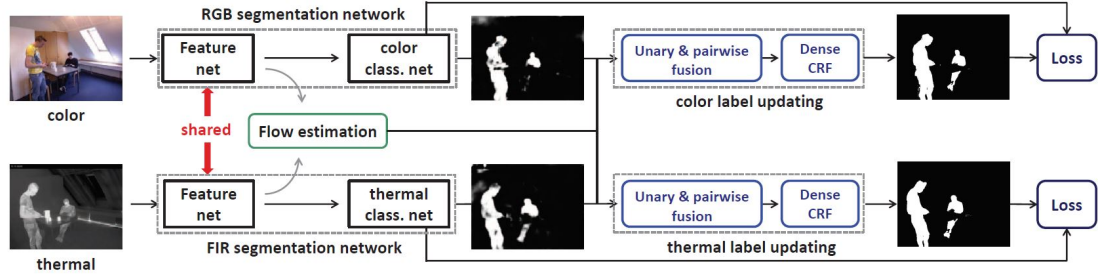 RGB segmentation network
Feature
net
color
class. net
Unary & pairwise
fusion
Dense
CRF
Loss
color
color label updating
shared
Flow estimation
Feature
net
thermal
class. net
Unary & pairwise
fusion
Dense
CRF
Loss
FIR segmentation network
thermal label updating
thermal